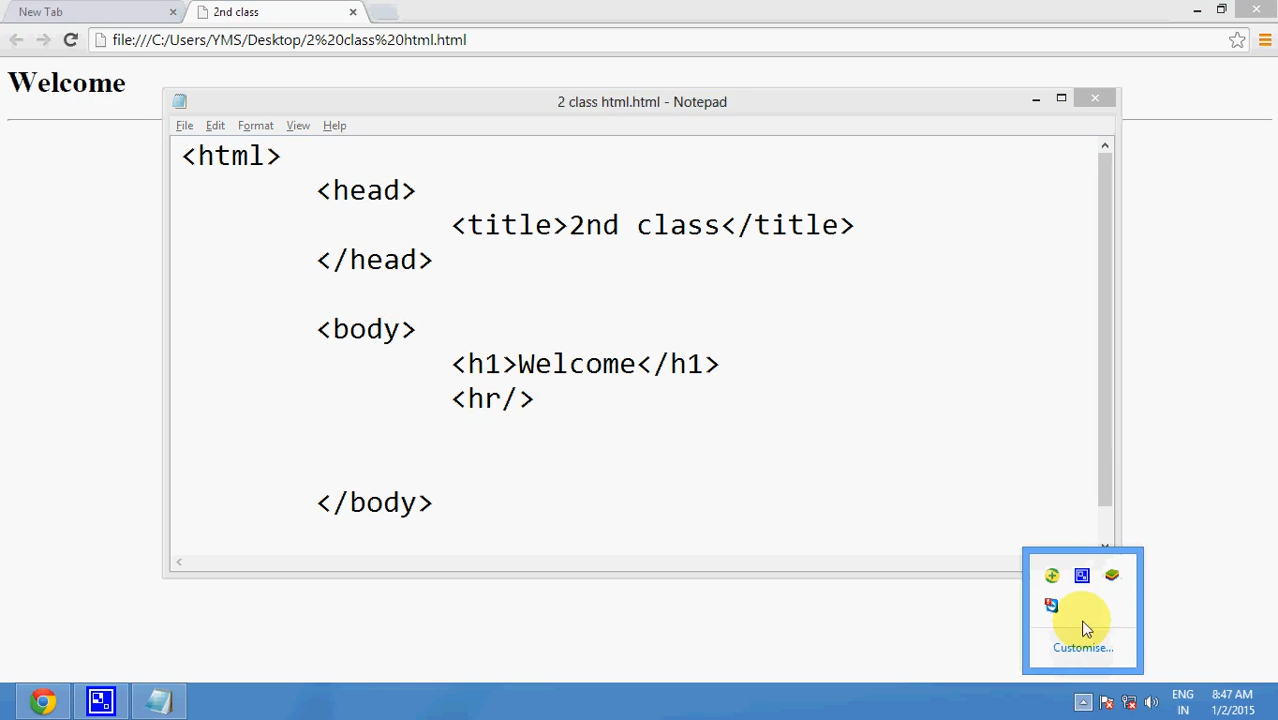 New Tab
2nd class
file:///C:/Users/YMS/Desktop/2%20class%20html.html
Welcome
2 class html.html - Notepad
File Edit Format View Help
<html>
<head>
<title>2nd class</title>
</head>
<body>
<h1>Welcome</h1>
<hr/>
</body>
Customise...
ENG
IN
8:47 AM
1/2/2015